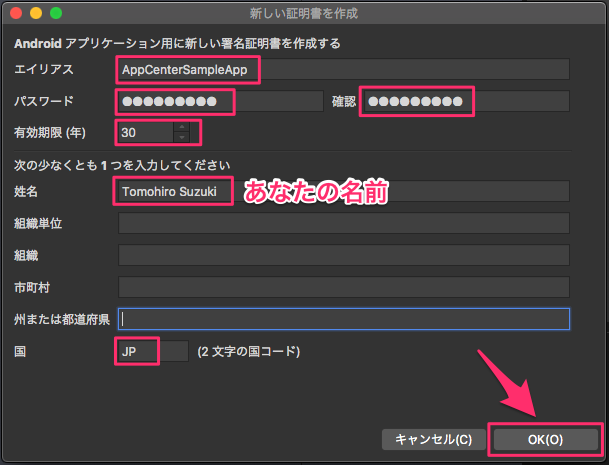 新しい証明書を作成
Android アプリケーション用に新しい署名証明書を作成する
エイリアス AppCenterSampleApp
パスワード ●●●●●●●●● 確認 ●●●●●●●●●
有効期限 (年) 30
次の少なくとも 1 つを入力してください
姓名 Tomohiro Suzuki あなたの名前
組織単位
組織
市町村
州または都道府県
国 JP (2 文字の国コード)
キャンセル(C) OK(O)